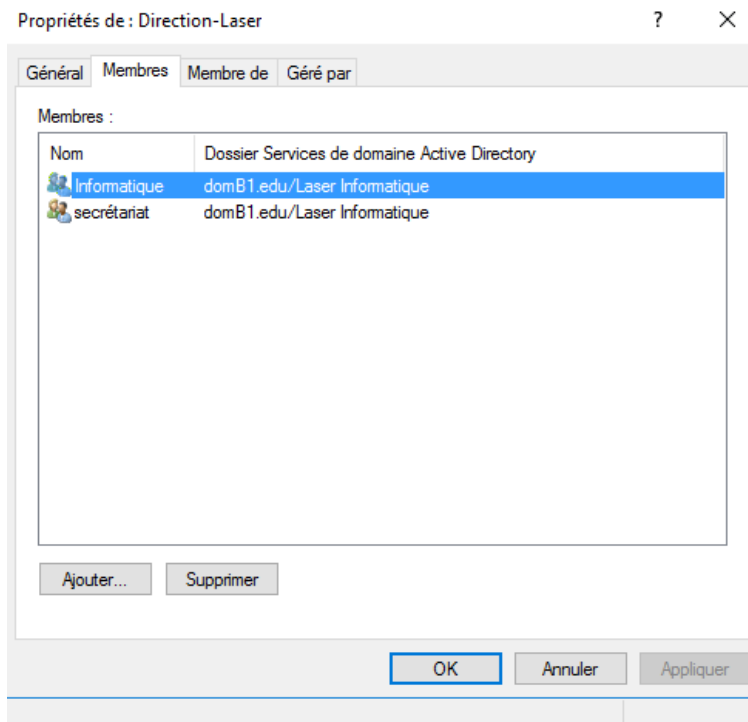 Propriétés de : Direction-Laser ? ×
Général Membres Membre de Géré par
Membres :
Nom Dossier Services de domaine Active Directory
Informatique domB1.edu/Laser Informatique
secrétariat domB1.edu/Laser Informatique
Ajouter... Supprimer
OK Annuler Appliquer